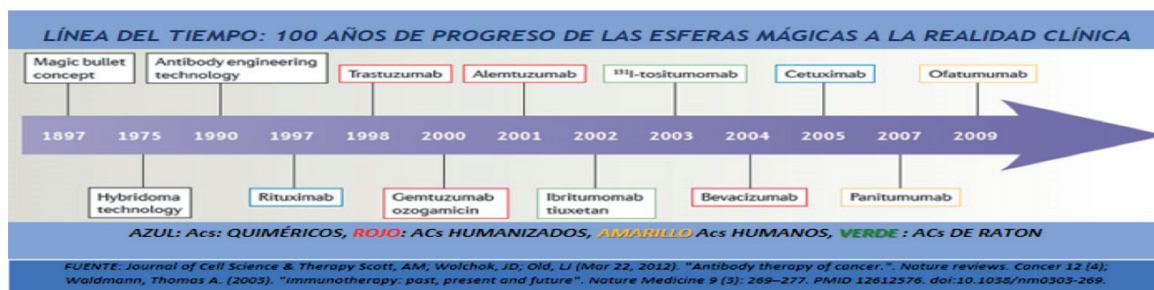 LÍNEA DEL TIEMPO: 100 AÑOS DE PROGRESO DE LAS ESFERAS MÁGICAS A LA REALIDAD CLÍNICA
Magic bullet
concept
Antibody engineering
technology
Trastuzumab
Alemtuzumab
¹³¹I-tositumomab
Cetuximab
Ofatumumab
1897 1975 1990 1997 1998 2000 2001 2002 2003 2004 2005 2007 2009
Hybridoma
technology
Rituximab
Gemtuzumab
ozogamicin
Ibritumomab
tiuxetan
Bevacizumab
Panitumumab
AZUL: Acs: QUIMÉRICOS, ROJO: ACs HUMANIZADOS, AMARILLO Acs HUMANOS, VERDE : ACs DE RATON
FUENTE: Journal of Cell Science & Therapy Scott, AM; Wolchok, JD; Old, LJ (Mar 22, 2012). "Antibody therapy of cancer.". Nature reviews. Cancer 12 (4);
Waldmann, Thomas A. (2003). "Immunotherapy: past, present and future". Nature Medicine 9 (3): 269–277. PMID 12612576. doi:10.1038/nm0303-269.